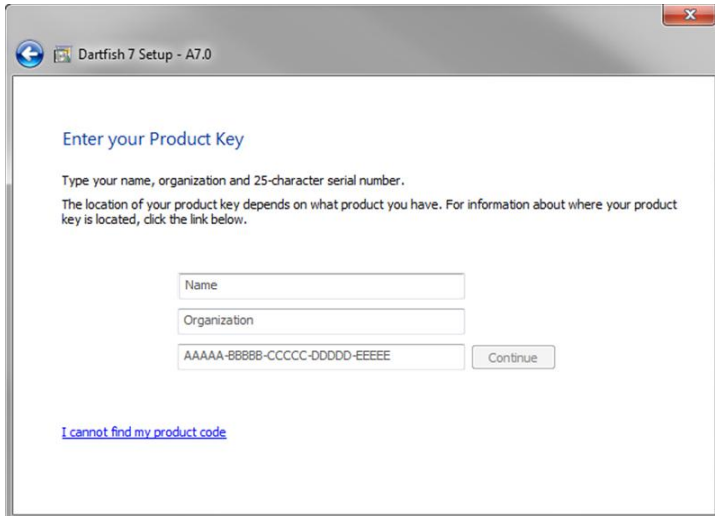 Dartfish 7 Setup - A7.0
Enter your Product Key
Type your name, organization and 25-character serial number.
The location of your product key depends on what product you have. For information about where your product
key is located, click the link below.
Name
Organization
AAAAA-BBBBB-CCCCC-DDDDD-EEEEE
Continue
I cannot find my product code